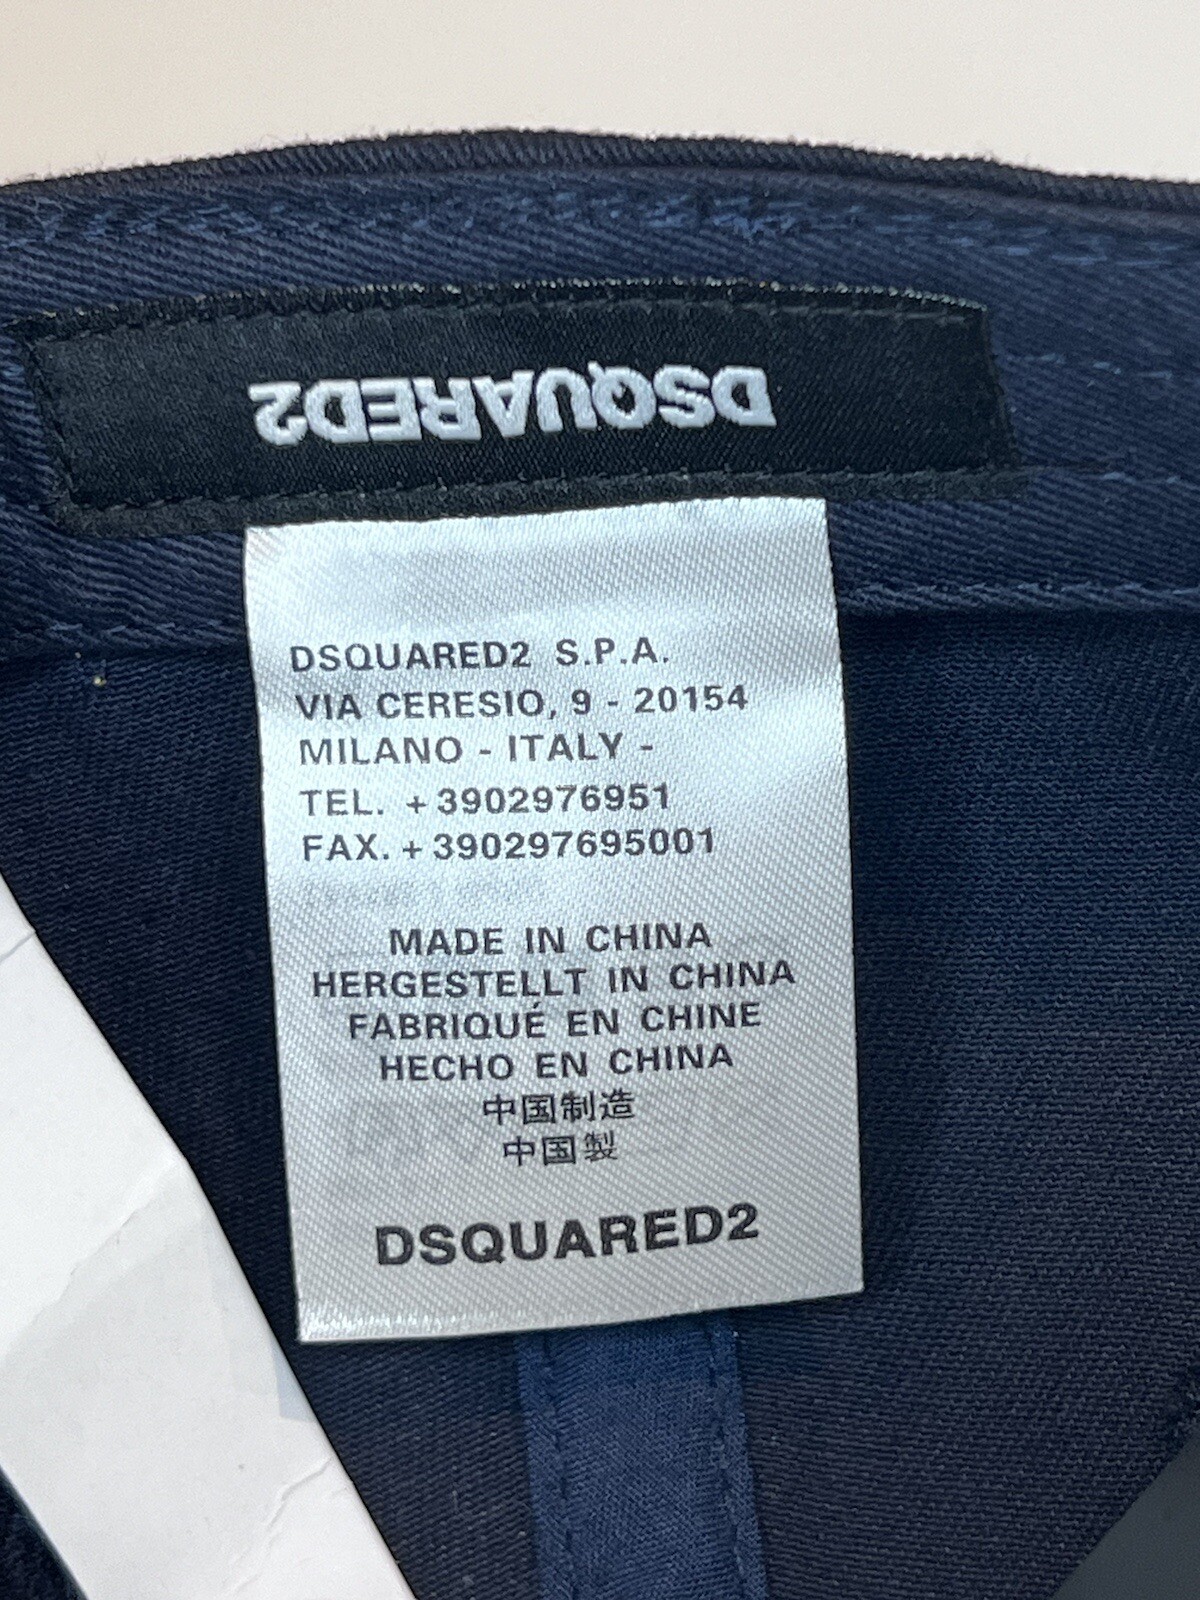 DSQUARED2
DSQUARED2 S.P.A.
VIA CERESIO, 9 - 20154
MILANO - ITALY -
TEL. +3902976951
FAX. +390297695001
MADE IN CHINA
HERGESTELLT IN CHINA
FABRIQUÉ EN CHINE
HECHO EN CHINA
中国制造
中国製
DSQUARED2